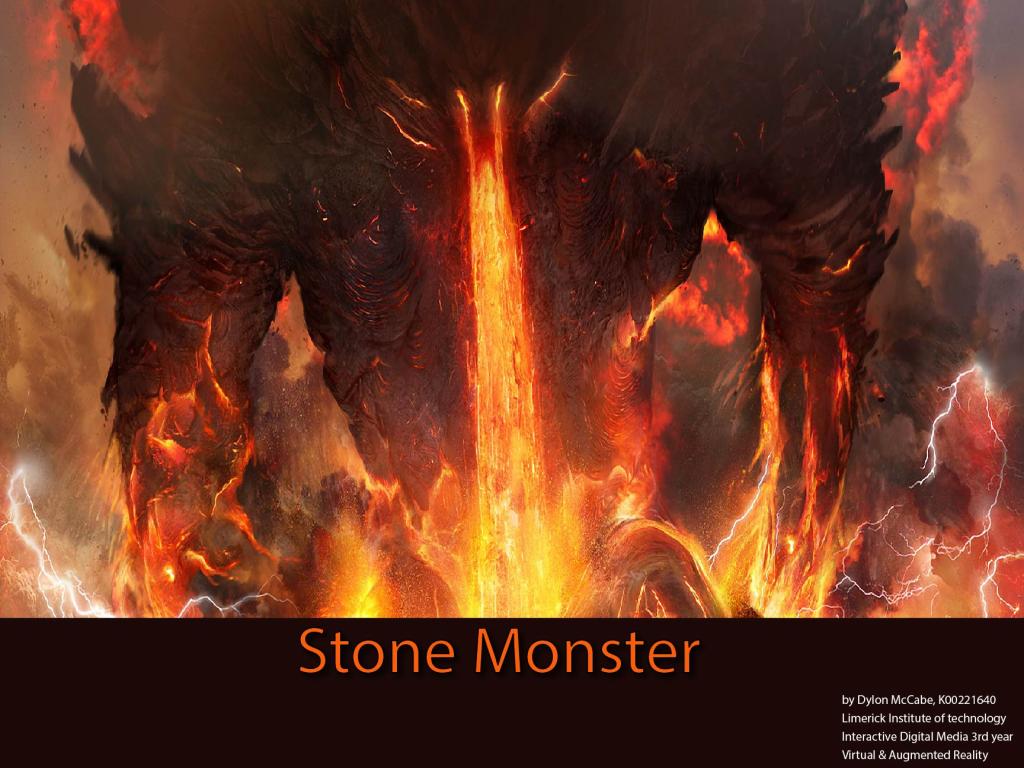 Stone Monster
by Dylon McCabe, K00221640
Limerick Institute of technology
Interactive Digital Media 3rd year
Virtual & Augmented Reality